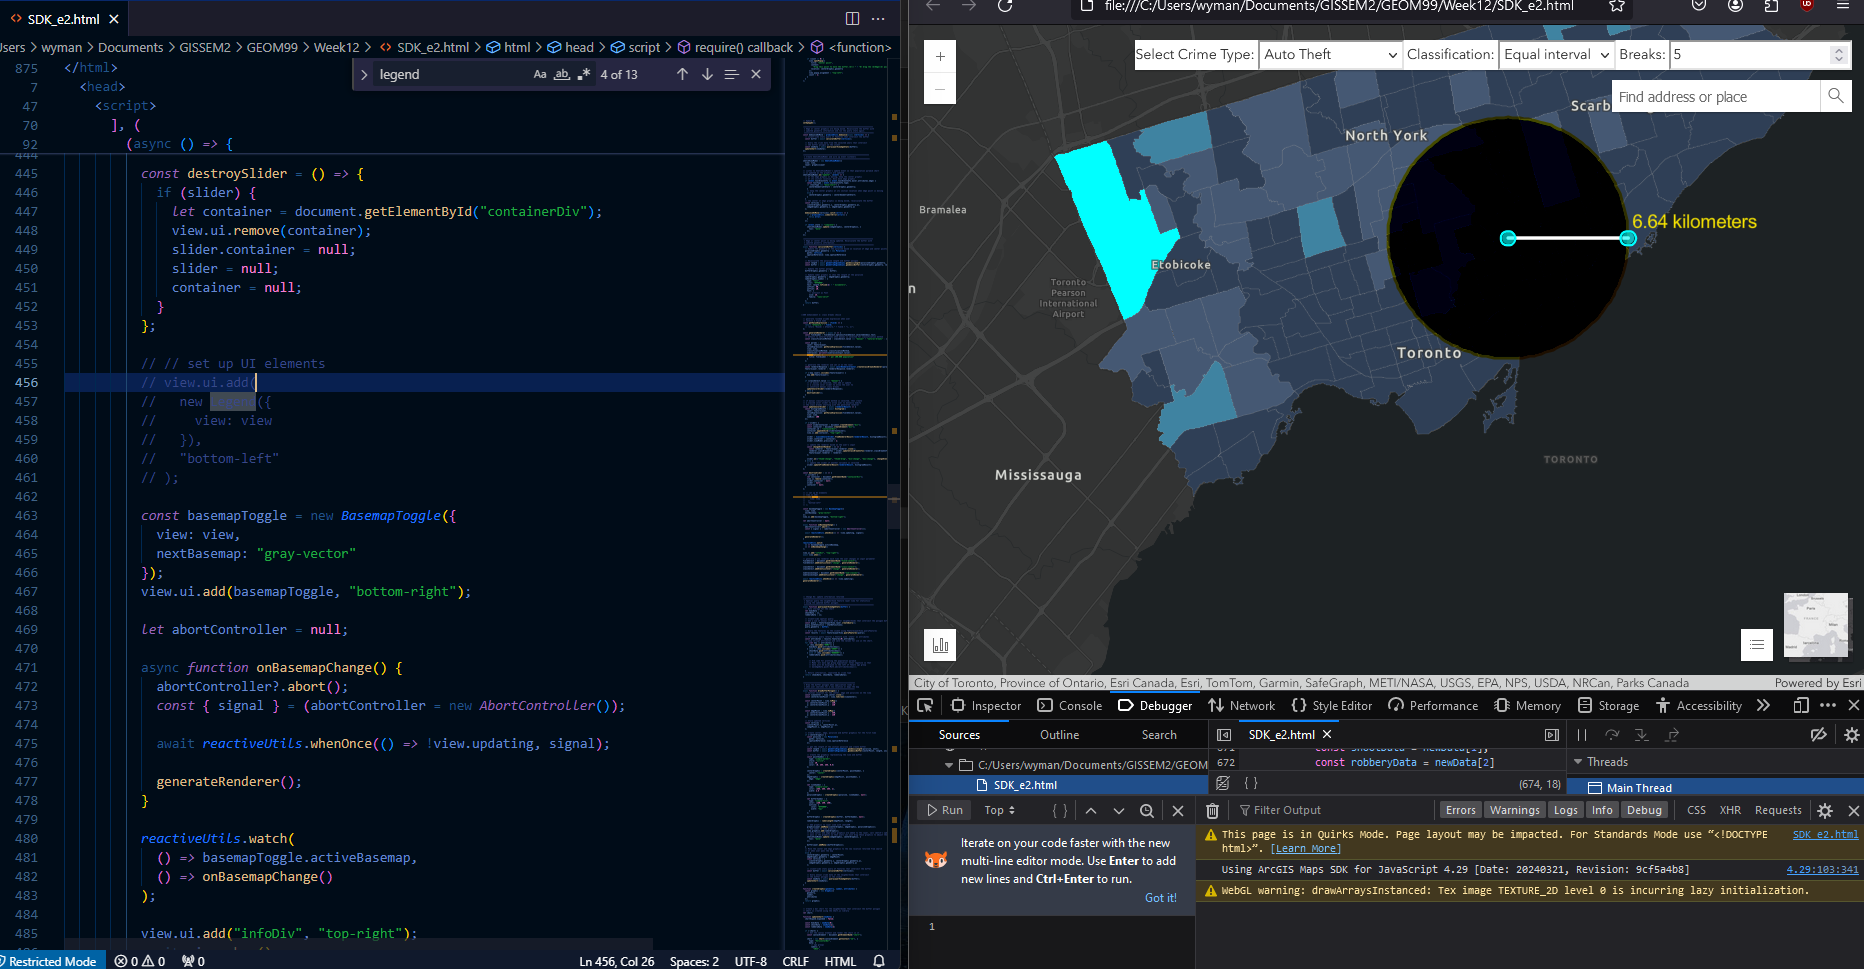 SDK_e2.html
sers > wyman > Documents > GISSEM2 > GEOM99 > Week12 > SDK_e2.html > html > head > script > require() callback > <function>
legend
Aa ab 4 of 13
875 </html>
7 <head>
47 <script>
70 ], (
92 (async () => {
444
445 const destroySlider = () => {
446 if (slider) {
447 let container = document.getElementById("containerDiv");
448 view.ui.remove(container);
449 slider.container = null;
450 slider = null;
451 container = null;
452 }
453 };
454
455 // // set up UI elements
456 // view.ui.add(
457 // new ({
458 // view: view
459 // }),
460 // "bottom-left"
461 // );
462
463 const basemapToggle = new BasemapToggle({
464 view: view,
465 nextBasemap: "gray-vector"
466 });
467 view.ui.add(basemapToggle, "bottom-right");
468
469 let abortController = null;
470
471 async function onBasemapChange() {
472 abortController?.abort();
473 const { signal } = (abortController = new AbortController());
474
475 await reactiveUtils.whenOnce(() => !view.updating, signal);
476
477 generateRenderer();
478 }
479
480 reactiveUtils.watch(
481 () => basemapToggle.activeBasemap,
482 () => onBasemapChange()
483 );
484
485 view.ui.add("infoDiv", "top-right");
Restricted Mode 0 0 0
Ln 456, Col 26 Spaces: 2 UTF-8 CRLF HTML
file:///C:/Users/wyman/Documents/GISSEM2/GEOM99/Week12/SDK_e2.html
Select Crime Type: Auto Theft Classification: Equal interval Breaks: 5
Find address or place
+
−
Scarb
North York
Bramalea
6.64 kilometers
Etobicoke
Toronto
Pearson
International
Airport
n
Toronto
TORONTO
Mississauga
City of Toronto, Province of Ontario, Esri Canada, Esri, TomTom, Garmin, SafeGraph, METI/NASA, USGS, EPA, NPS, USDA, NRCan, Parks Canada
Powered by Esri
Inspector Console Debugger Network Style Editor Performance Memory Storage Accessibility
Sources Outline Search
SDK_e2.html
C:/Users/wyman/Documents/GISSEM2/GEOM
SDK_e2.html
672 const robberyData = newData[2]
{ } (674, 18)
Threads
Main Thread
Run Top
Filter Output
Errors Warnings Logs Info Debug CSS XHR Requests
Iterate on your code faster with the new
multi-line editor mode. Use Enter to add
new lines and Ctrl+Enter to run.
Got it!
1
This page is in Quirks Mode. Page layout may be impacted. For Standards Mode use “<!DOCTYPE
html>”. [Learn More]
SDK_e2.html
Using ArcGIS Maps SDK for JavaScript 4.29 [Date: 20240321, Revision: 9cf5a4b8]
4.29:103:341
WebGL warning: drawArraysInstanced: Tex image TEXTURE_2D level 0 is incurring lazy initialization.